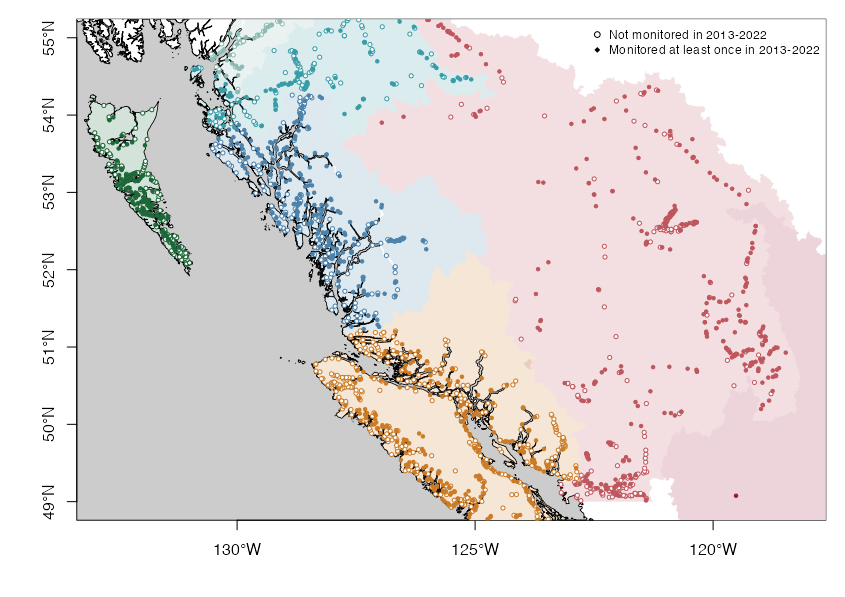 Not monitored in 2013-2022
Monitored at least once in 2013-2022
55°N
54°N
53°N
52°N
51°N
50°N
49°N
130°W
125°W
120°W